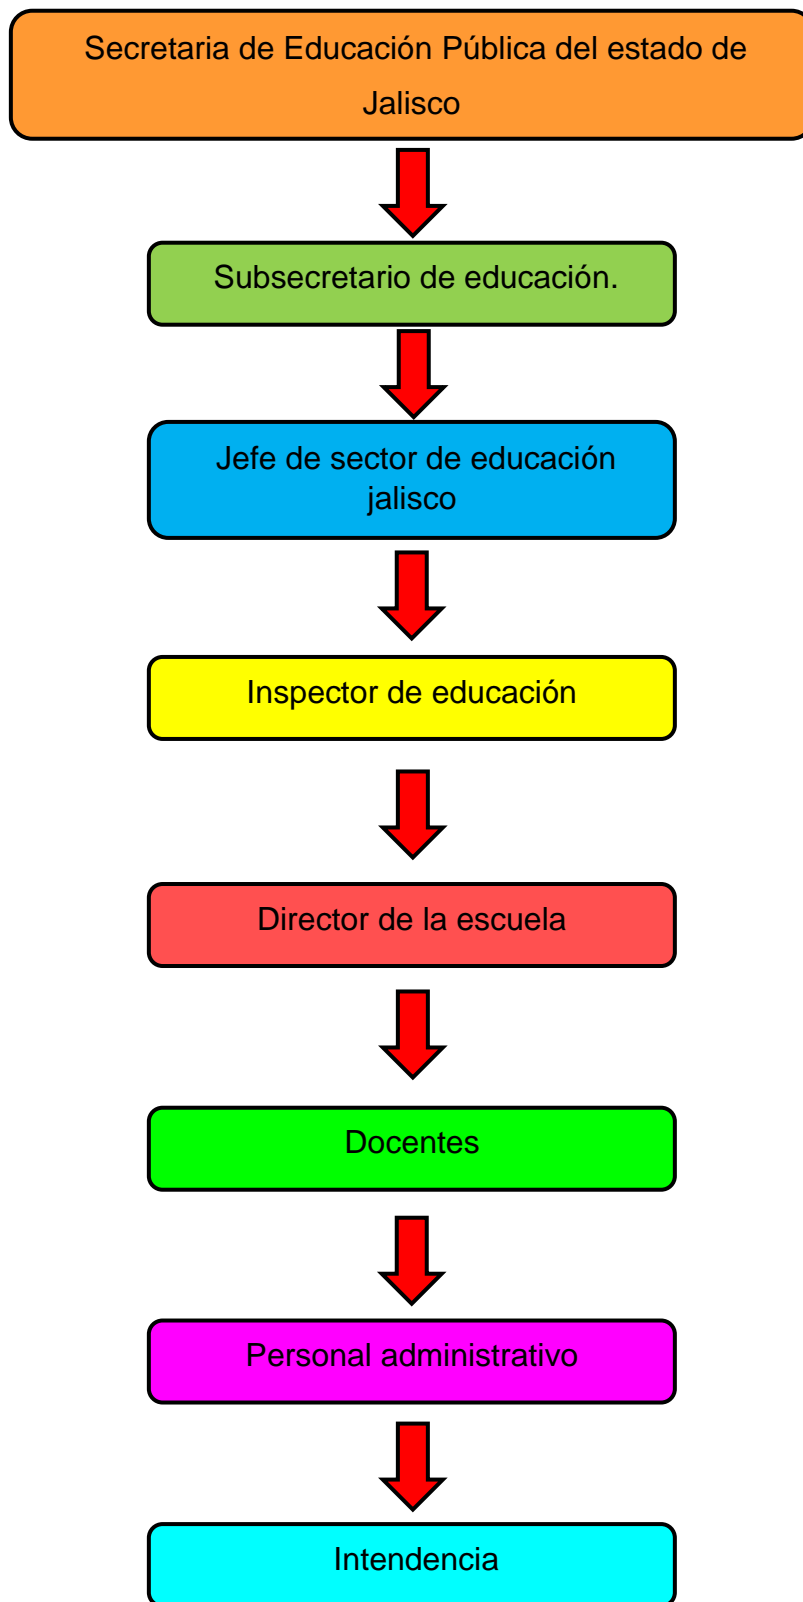 Secretaria de Educación Pública del estado de
Jalisco
Subsecretario de educación.
Jefe de sector de educación
jalisco
Inspector de educación
Director de la escuela
Docentes
Personal administrativo
Intendencia